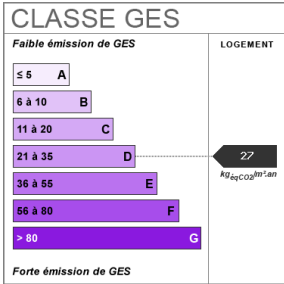 CLASSE GES
Faible émission de GES
LOGEMENT
≤ 5 A
6 à 10 B
11 à 20 C
21 à 35 D
27
kgéqCO2/m².an
36 à 55 E
56 à 80 F
> 80 G
Forte émission de GES